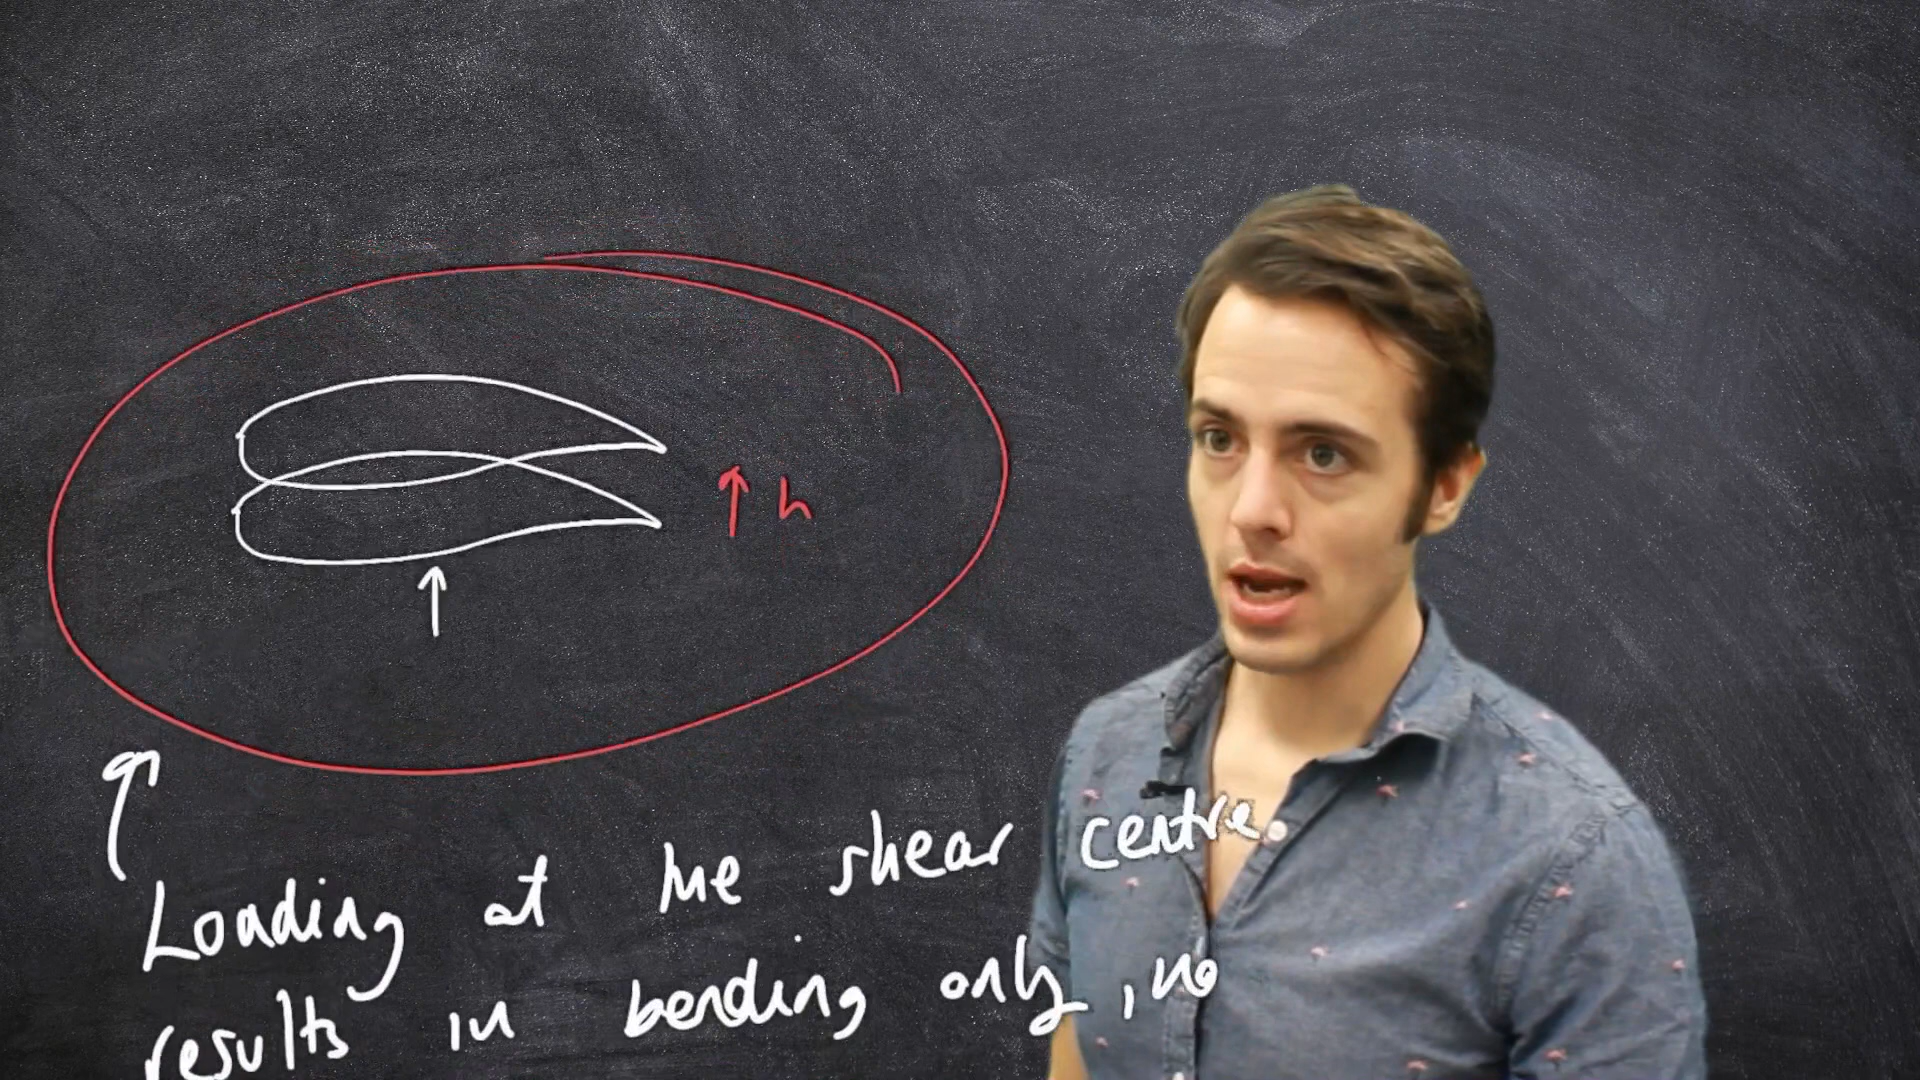 h
Loading at the shear centre
results in bending only, no